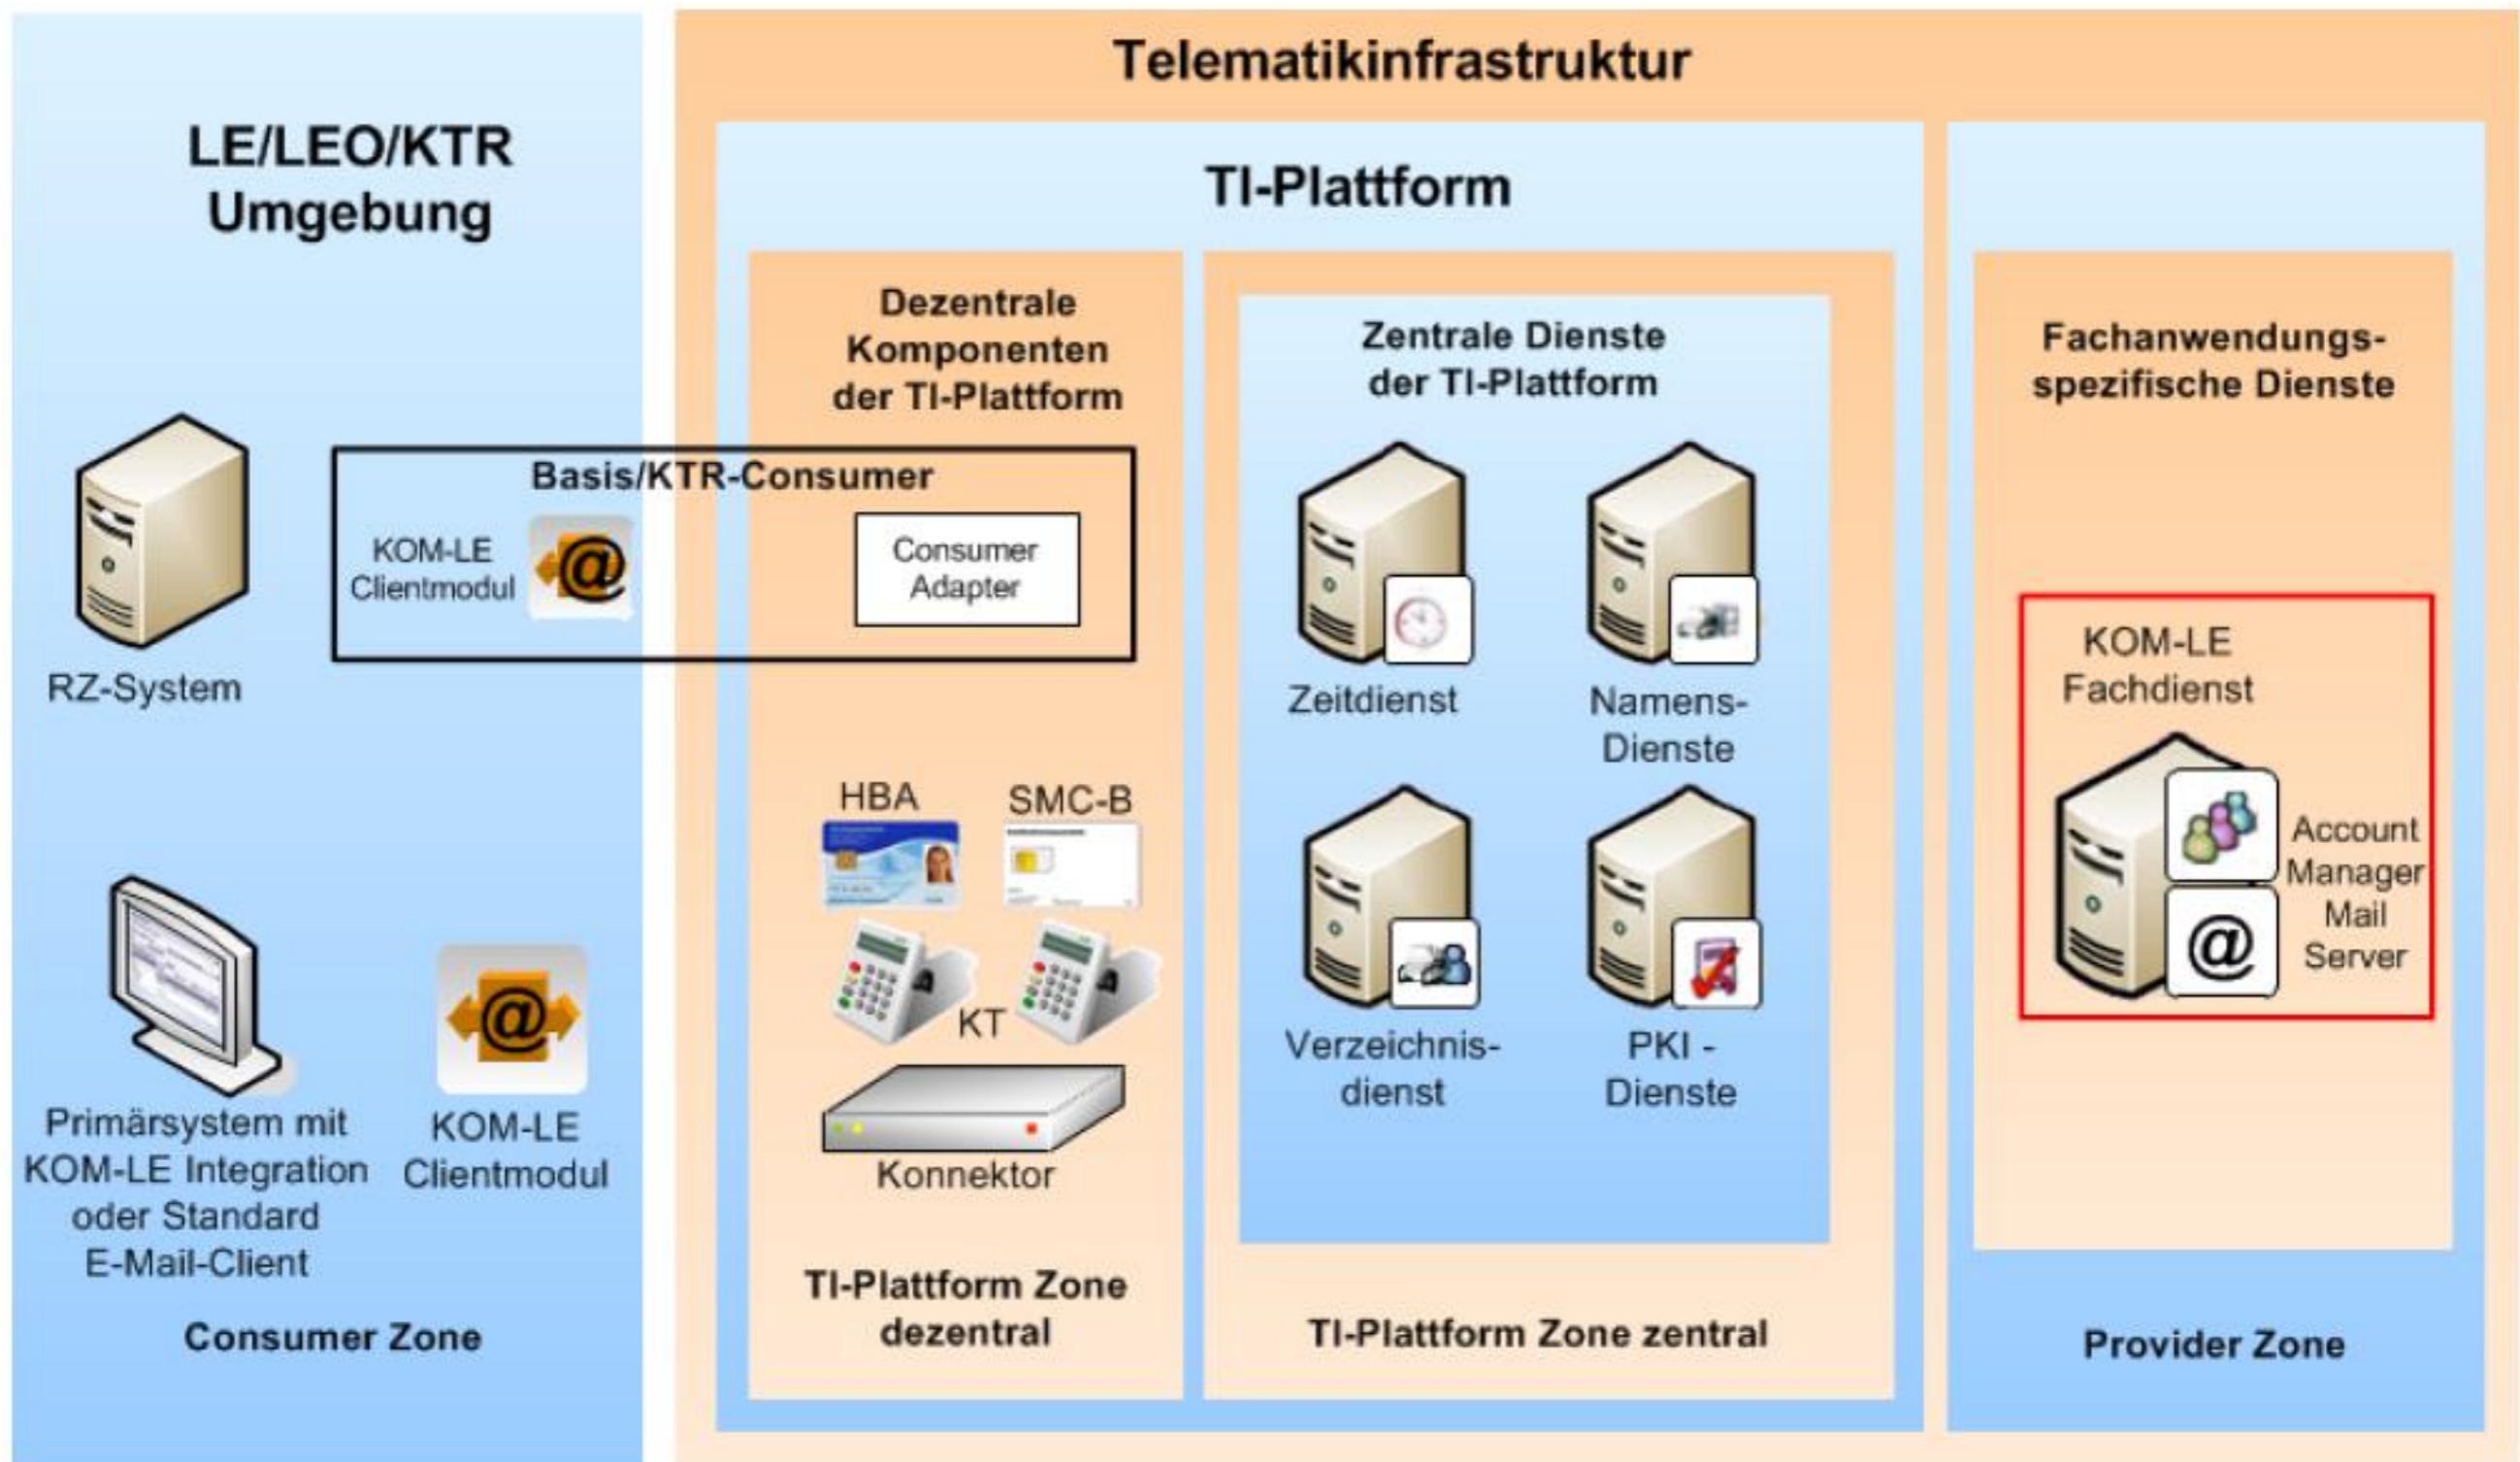 Telematikinfrastruktur
LE/LEO/KTR
Umgebung
TI-Plattform
Dezentrale
Komponenten
der TI-Plattform
Zentrale Dienste
der TI-Plattform
Fachanwendungs-
spezifische Dienste
Basis/KTR-Consumer
KOM-LE
Clientmodul
Consumer
Adapter
RZ-System
Zeitdienst
Namens-
Dienste
KOM-LE
Fachdienst
HBA
SMC-B
KT
Konnektor
Account
Manager
Mail
Server
@
@
@
Verzeichnis-
dienst
PKI -
Dienste
Primärsystem mit
KOM-LE Integration
oder Standard
E-Mail-Client
KOM-LE
Clientmodul
Consumer Zone
TI-Plattform Zone
dezentral
TI-Plattform Zone zentral
Provider Zone